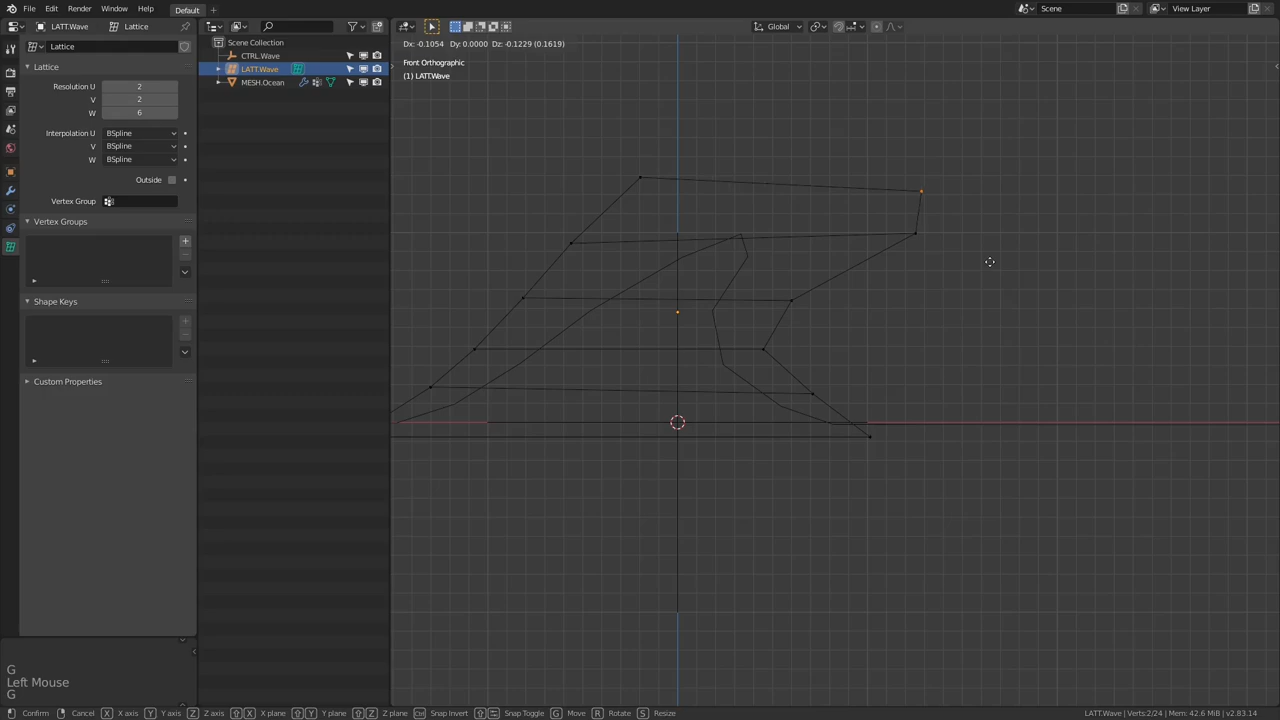 File Edit Render Window Help Default + Scene View Layer
LATT.Wave Lattice Global
Dx: -0.1054 Dy: 0.0000 Dz: -0.1229 (0.1619)
Lattice Scene Collection
CTRL.Wave
Front Orthographic
Lattice LATT.Wave (1) LATT.Wave
MESH.Ocean
Resolution U 2
V 2
W 6
Interpolation U BSpline
V BSpline
W BSpline
Outside
Vertex Group
Vertex Groups
Shape Keys
Custom Properties
G
Left Mouse
G
Confirm Cancel X X axis Y Y axis Z Z axis X X plane Y Y plane Z Z plane Snap Invert Snap Toggle G Move R Rotate S Resize LATT.Wave | Verts:2/24 | Mem: 42.6 MiB | v2.83.14